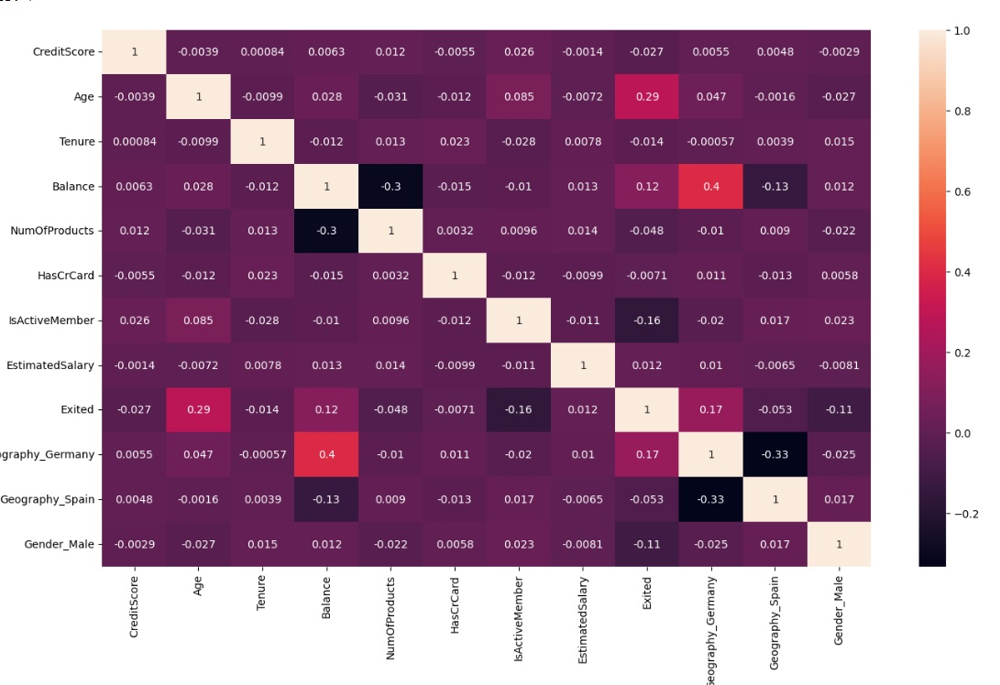 CreditScore 1 -0.0039 0.00084 0.0063 0.012 -0.0055 0.026 -0.0014 -0.027 0.0055 0.0048 -0.0029
Age -0.0039 1 -0.0099 0.028 -0.031 -0.012 0.085 -0.0072 0.29 0.047 -0.0016 -0.027
Tenure 0.00084 -0.0099 1 -0.012 0.013 0.023 -0.028 0.0078 -0.014 -0.00057 0.0039 0.015
Balance 0.0063 0.028 -0.012 1 -0.3 -0.015 -0.01 0.013 0.12 0.4 -0.13 0.012
NumOfProducts 0.012 -0.031 0.013 -0.3 1 0.0032 0.0096 0.014 -0.048 -0.01 0.009 -0.022
HasCrCard -0.0055 -0.012 0.023 -0.015 0.0032 1 -0.012 -0.0099 -0.0071 0.011 -0.013 0.0058
IsActiveMember 0.026 0.085 -0.028 -0.01 0.0096 -0.012 1 -0.011 -0.16 -0.02 0.017 0.023
EstimatedSalary -0.0014 -0.0072 0.0078 0.013 0.014 -0.0099 -0.011 1 0.012 0.01 -0.0065 -0.0081
Exited -0.027 0.29 -0.014 0.12 -0.048 -0.0071 -0.16 0.012 1 0.17 -0.053 -0.11
ography_Germany 0.0055 0.047 -0.00057 0.4 -0.01 0.011 -0.02 0.01 0.17 1 -0.33 -0.025
Geography_Spain 0.0048 -0.0016 0.0039 -0.13 0.009 -0.013 0.017 -0.0065 -0.053 -0.33 1 0.017
Gender_Male -0.0029 -0.027 0.015 0.012 -0.022 0.0058 0.023 -0.0081 -0.11 -0.025 0.017 1
CreditScore
Age
Tenure
Balance
NumOfProducts
HasCrCard
IsActiveMember
EstimatedSalary
Exited
Geography_Germany
Geography_Spain
Gender_Male
1.0
0.8
0.6
0.4
0.2
0.0
−0.2